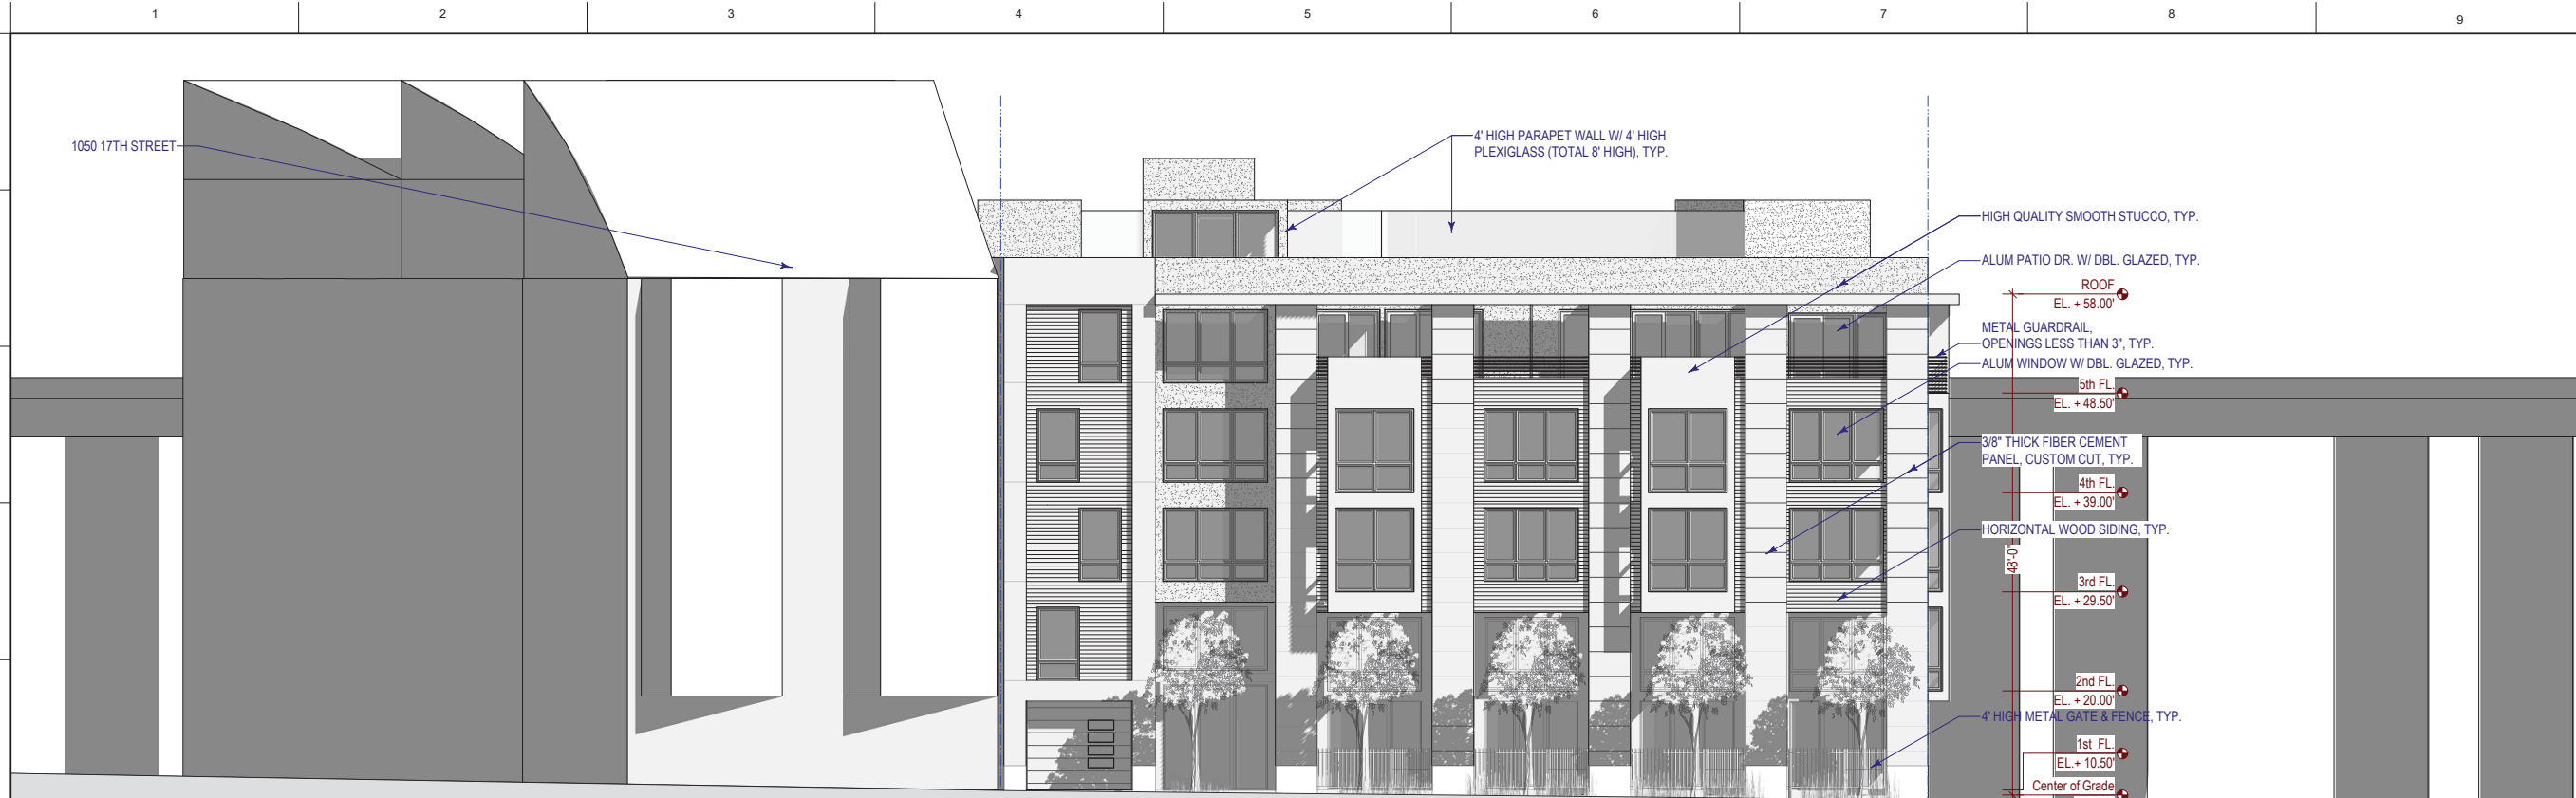 1 2 3 4 5 6 7 8 9
1050 17TH STREET
4' HIGH PARAPET WALL W/ 4' HIGH
PLEXIGLASS (TOTAL 8' HIGH), TYP.
HIGH QUALITY SMOOTH STUCCO, TYP.
ALUM PATIO DR. W/ DBL. GLAZED, TYP.
ROOF
EL. + 58.00'
METAL GUARDRAIL,
OPENINGS LESS THAN 3", TYP.
ALUM WINDOW W/ DBL. GLAZED, TYP.
5th FL.
EL. + 48.50'
3/8" THICK FIBER CEMENT
PANEL, CUSTOM CUT, TYP.
4th FL.
EL. + 39.00'
HORIZONTAL WOOD SIDING, TYP.
48'-0"
3rd FL.
EL. + 29.50'
2nd FL.
EL. + 20.00'
4' HIGH METAL GATE & FENCE, TYP.
1st FL.
EL.+ 10.50'
Center of Grade